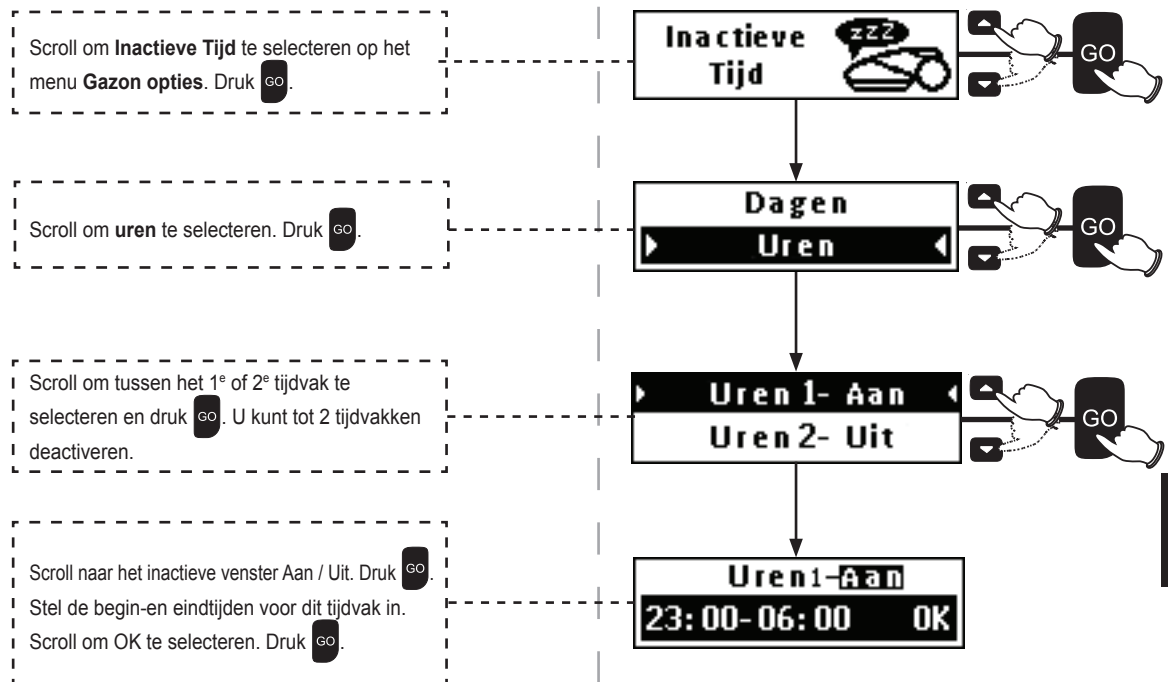 Scroll om Inactieve Tijd te selecteren op het
menu Gazon opties. Druk GO.
Inactieve
Tijd
zzz
GO
Scroll om uren te selecteren. Druk GO.
Dagen
Uren
GO
Scroll om tussen het 1e of 2e tijdvak te
selecteren en druk GO. U kunt tot 2 tijdvakken
deactiveren.
Uren 1- Aan
Uren 2- Uit
GO
Scroll naar het inactieve venster Aan / Uit. Druk GO.
Stel de begin-en eindtijden voor dit tijdvak in.
Scroll om OK te selecteren. Druk GO.
Uren1-Aan
23:00-06:00 OK